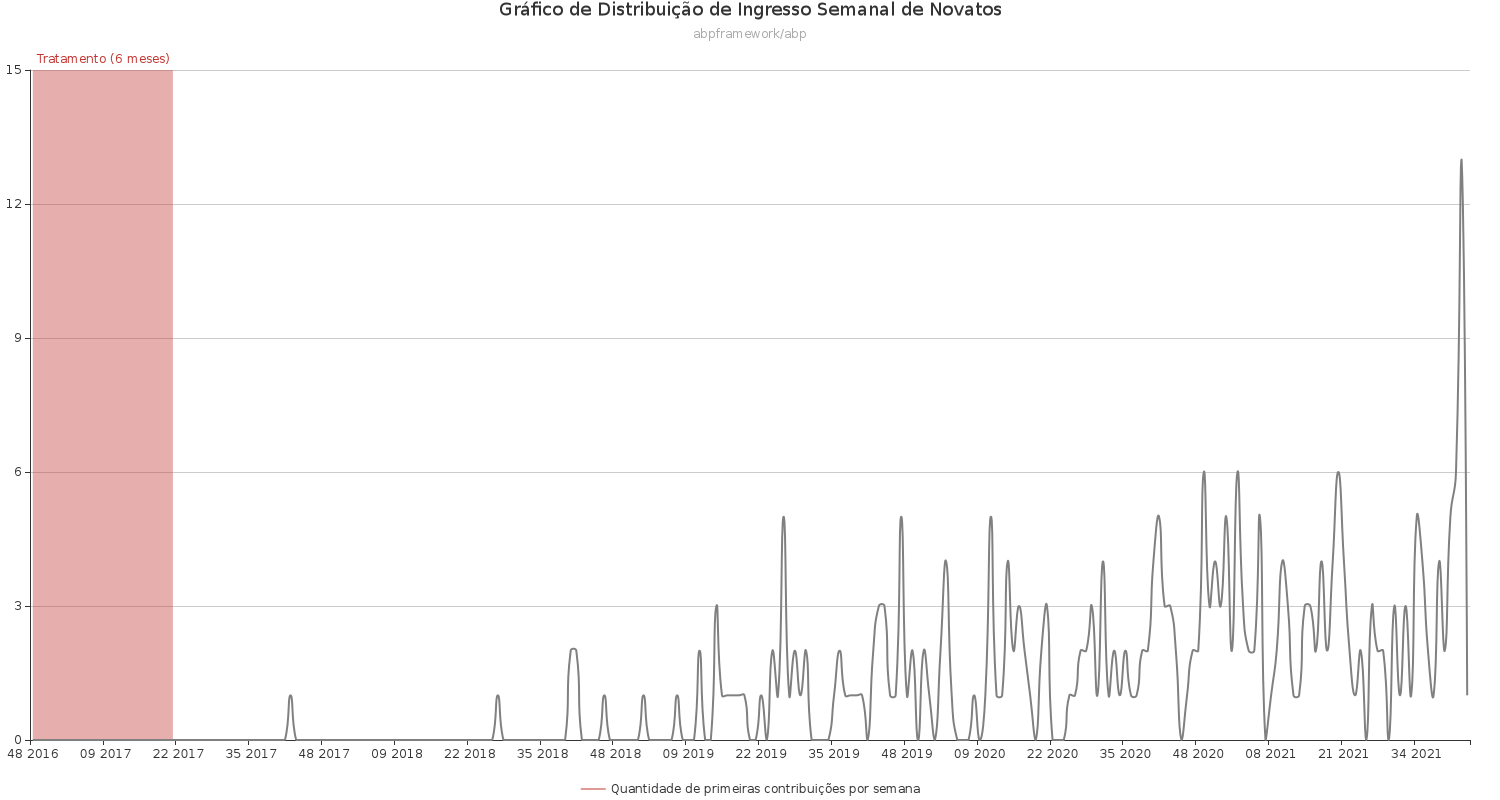 Gráfico de Distribuição de Ingresso Semanal de Novatos
abpframework/abp
Tratamento (6 meses)
15
12
9
6
3
0
48 2016 09 2017 22 2017 35 2017 48 2017 09 2018 22 2018 35 2018 48 2018 09 2019 22 2019 35 2019 48 2019 09 2020 22 2020 35 2020 48 2020 08 2021 21 2021 34 2021
Quantidade de primeiras contribuições por semana